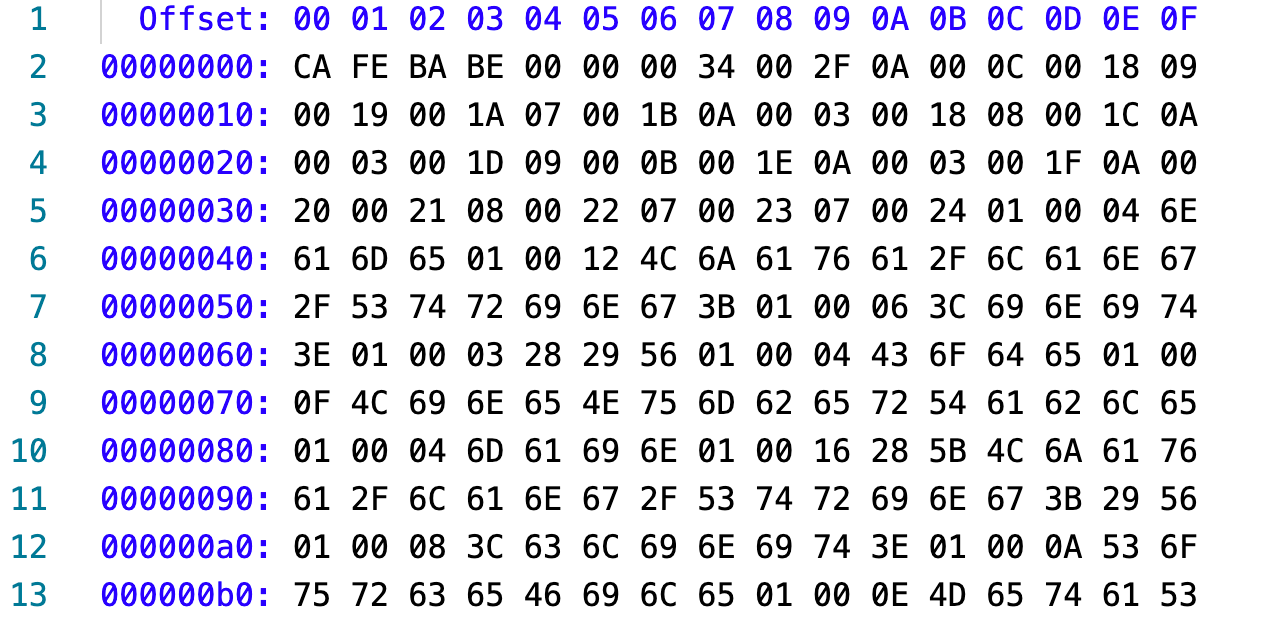 1 Offset: 00 01 02 03 04 05 06 07 08 09 0A 0B 0C 0D 0E 0F
2 00000000: CA FE BA BE 00 00 00 34 00 2F 0A 00 0C 00 18 09
3 00000010: 00 19 00 1A 07 00 1B 0A 00 03 00 18 08 00 1C 0A
4 00000020: 00 03 00 1D 09 00 0B 00 1E 0A 00 03 00 1F 0A 00
5 00000030: 20 00 21 08 00 22 07 00 23 07 00 24 01 00 04 6E
6 00000040: 61 6D 65 01 00 12 4C 6A 61 76 61 2F 6C 61 6E 67
7 00000050: 2F 53 74 72 69 6E 67 3B 01 00 06 3C 69 6E 69 74
8 00000060: 3E 01 00 03 28 29 56 01 00 04 43 6F 64 65 01 00
9 00000070: 0F 4C 69 6E 65 4E 75 6D 62 65 72 54 61 62 6C 65
10 00000080: 01 00 04 6D 61 69 6E 01 00 16 28 5B 4C 6A 61 76
11 00000090: 61 2F 6C 61 6E 67 2F 53 74 72 69 6E 67 3B 29 56
12 000000a0: 01 00 08 3C 63 6C 69 6E 69 74 3E 01 00 0A 53 6F
13 000000b0: 75 72 63 65 46 69 6C 65 01 00 0E 4D 65 74 61 53